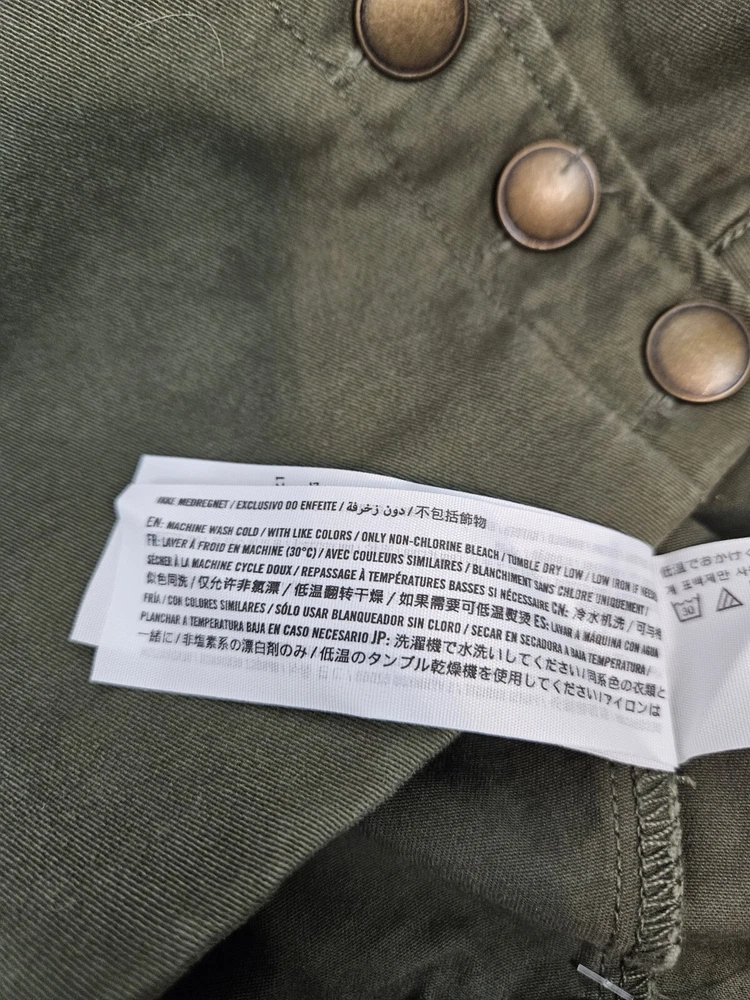 IKKE MEDREGNET / EXCLUSIVO DO ENFEITE / دون زخرفة / 不包括飾物
EN: MACHINE WASH COLD / WITH LIKE COLORS / ONLY NON-CHLORINE BLEACH / TUMBLE DRY LOW / LOW IRON IF
FR: LAVER À FROID EN MACHINE (30°C) / AVEC COULEURS SIMILAIRES / BLANCHIMENT SANS CHLORE UNIQUEMENT /
SÉCHER À LA MACHINE CYCLE DOUX / REPASSAGE À TEMPÉRATURES BASSES SI NÉCESSAIRE CN: 冷水机洗 / 可与
似色同洗 / 仅允许非氯漂 / 低温翻转干燥 / 如果需要可低温熨烫 ES: LAVAR A MÁQUINA CON AGUA
FRÍA / CON COLORES SIMILARES / SÓLO USAR BLANQUEADOR SIN CLORO / SECAR EN SECADORA A BAJA TEMPERATURA /
PLANCHAR A TEMPERATURA BAJA EN CASO NECESARIO JP: 洗濯機で水洗いしてください/同系色の衣類と
一緒に / 非塩素系の漂白剤のみ / 低温のタンブル乾燥機を使用してください/アイロンは
低温でおかけ
표백제만
30